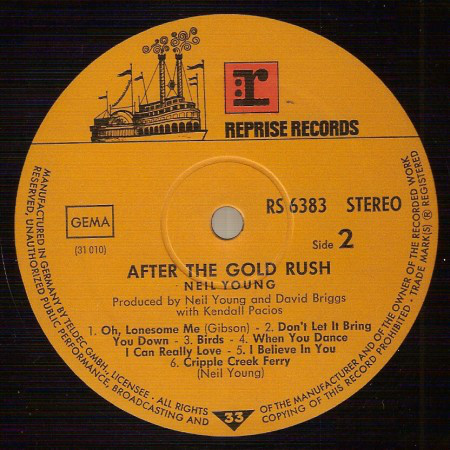 r:
REPRISE RECORDS
GEMA
(31 010)
RS 6383 STEREO
Side 2
AFTER THE GOLD RUSH
NEIL YOUNG
Produced by Neil Young and David Briggs
with Kendall Pacios
1. Oh, Lonesome Me (Gibson) - 2. Don't Let It Bring
You Down - 3. Birds - 4. When You Dance
I Can Really Love - 5. I Believe In You
6. Cripple Creek Ferry
(Neil Young)
33
MANUFACTURED IN GERMANY BY TELDEC GMBH., LICENSEE . ALL RIGHTS OF THE MANUFACTURER AND OF THE OWNER OF THE RECORDED WORK
RESERVED, UNAUTHORIZED PUBLIC PERFORMANCE, BROADCASTING AND COPYING OF THIS RECORD PROHIBITED · TRADE MARK(S) ® REGISTERED